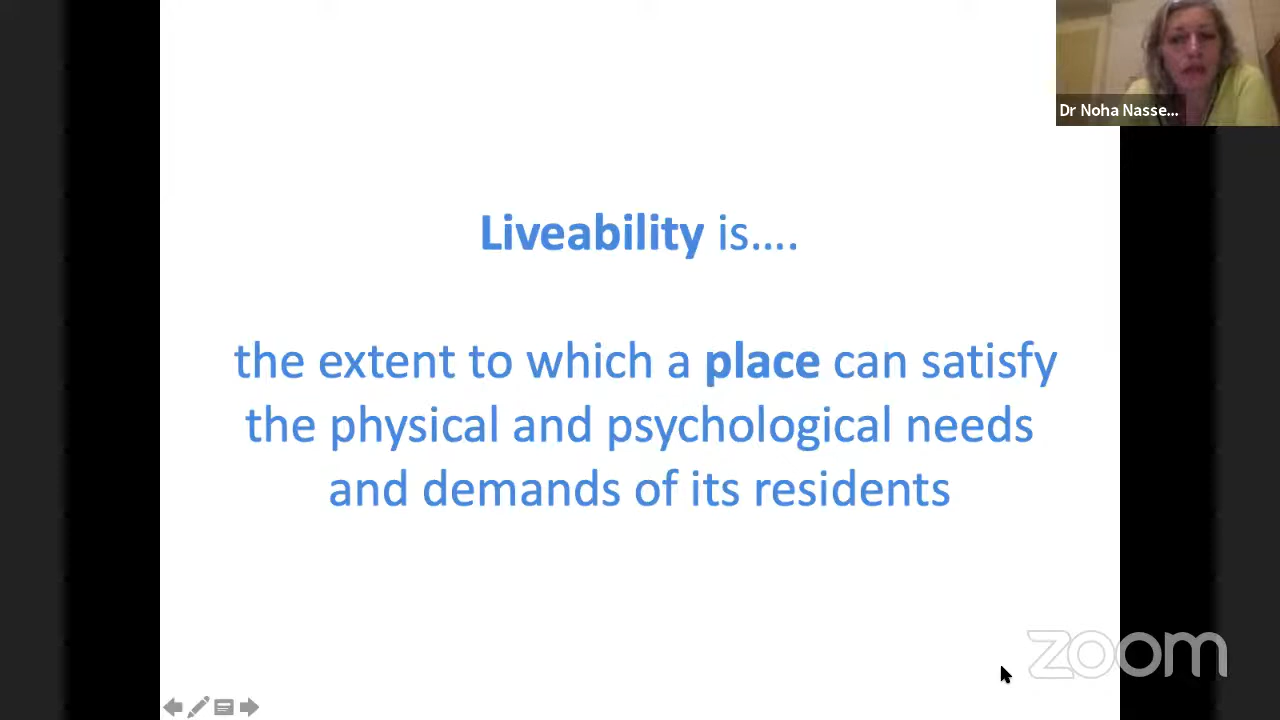 Dr Noha Nasse...
Liveability is....
the extent to which a place can satisfy
the physical and psychological needs
and demands of its residents
zoom